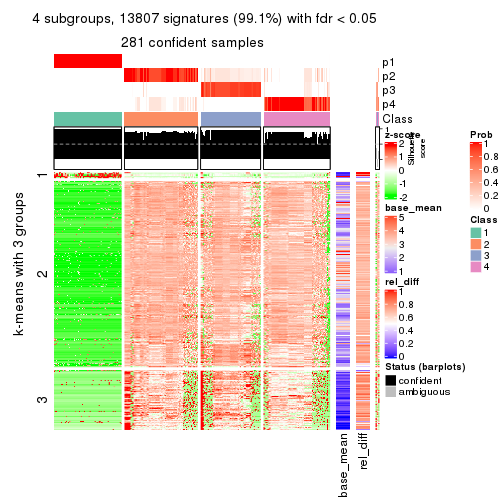 4 subgroups, 13807 signatures (99.1%) with fdr < 0.05
281 confident samples
p1
p2
p3
p4
Class
1
Silhouette
score
z-score
2
1
0
-1
-2
base_mean
5
4
3
2
1
rel_diff
1
0.8
0.6
0.4
0.2
0
Status (barplots)
confident
ambiguous
Prob
1
0.8
0.6
0.4
0.2
0
Class
1
2
3
4
k-means with 3 groups
1
2
3
base_mean
rel_diff